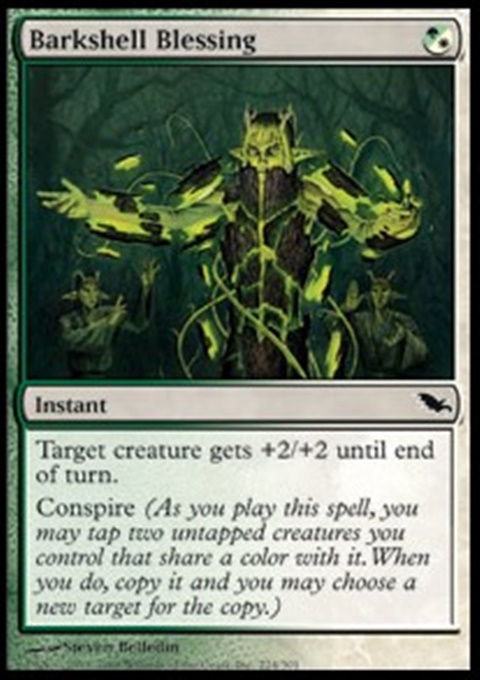 Barkshell Blessing
Instant
Target creature gets +2/+2 until end
of turn.
Conspire (As you play this spell, you
may tap two untapped creatures you
control that share a color with it. When
you do, copy it and you may choose a
new target for the copy.)
Steven Belledin
224/301